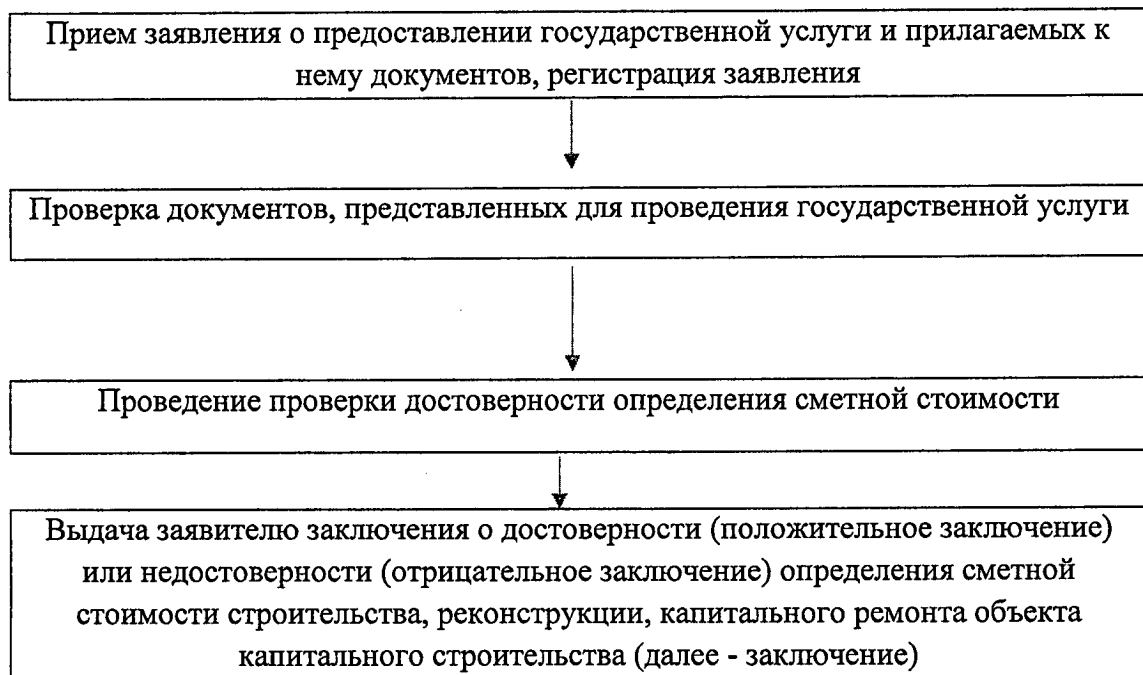 Прием заявления о предоставлении государственной услуги и прилагаемых к
нему документов, регистрация заявления
Проверка документов, представленных для проведения государственной услуги
Проведение проверки достоверности определения сметной стоимости
Выдача заявителю заключения о достоверности (положительное заключение)
или недостоверности (отрицательное заключение) определения сметной
стоимости строительства, реконструкции, капитального ремонта объекта
капитального строительства (далее - заключение)